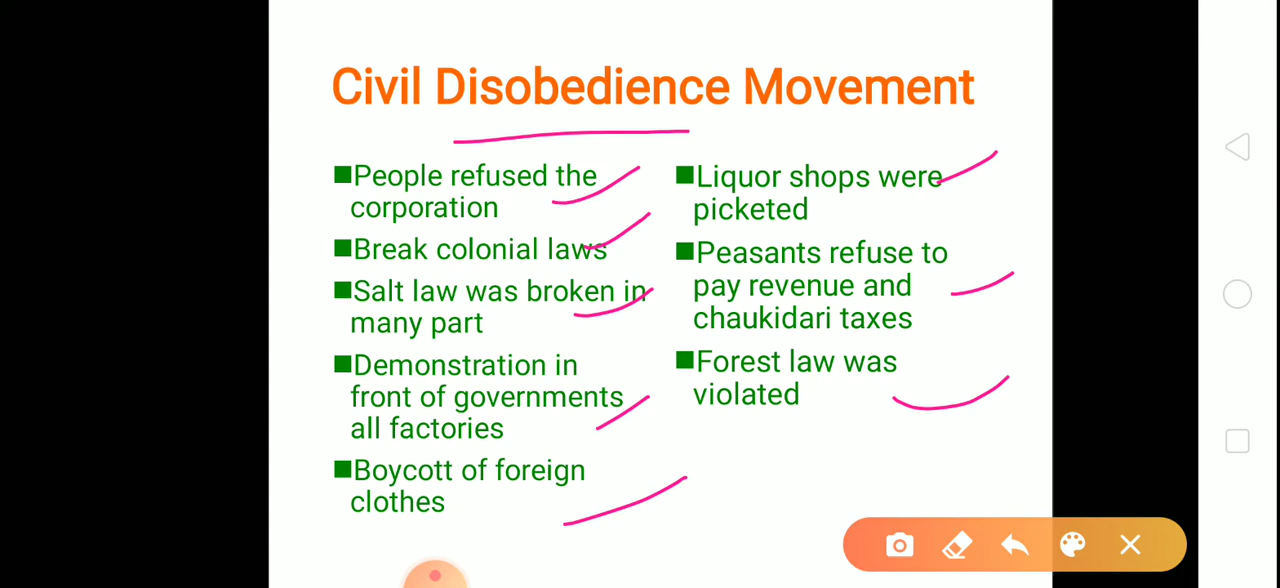 Civil Disobedience Movement
■People refused the
corporation
■Break colonial laws
■Salt law was broken in
many part
■Demonstration in
front of governments
all factories
■Boycott of foreign
clothes
■Liquor shops were
picketed
■Peasants refuse to
pay revenue and
chaukidari taxes
■Forest law was
violated